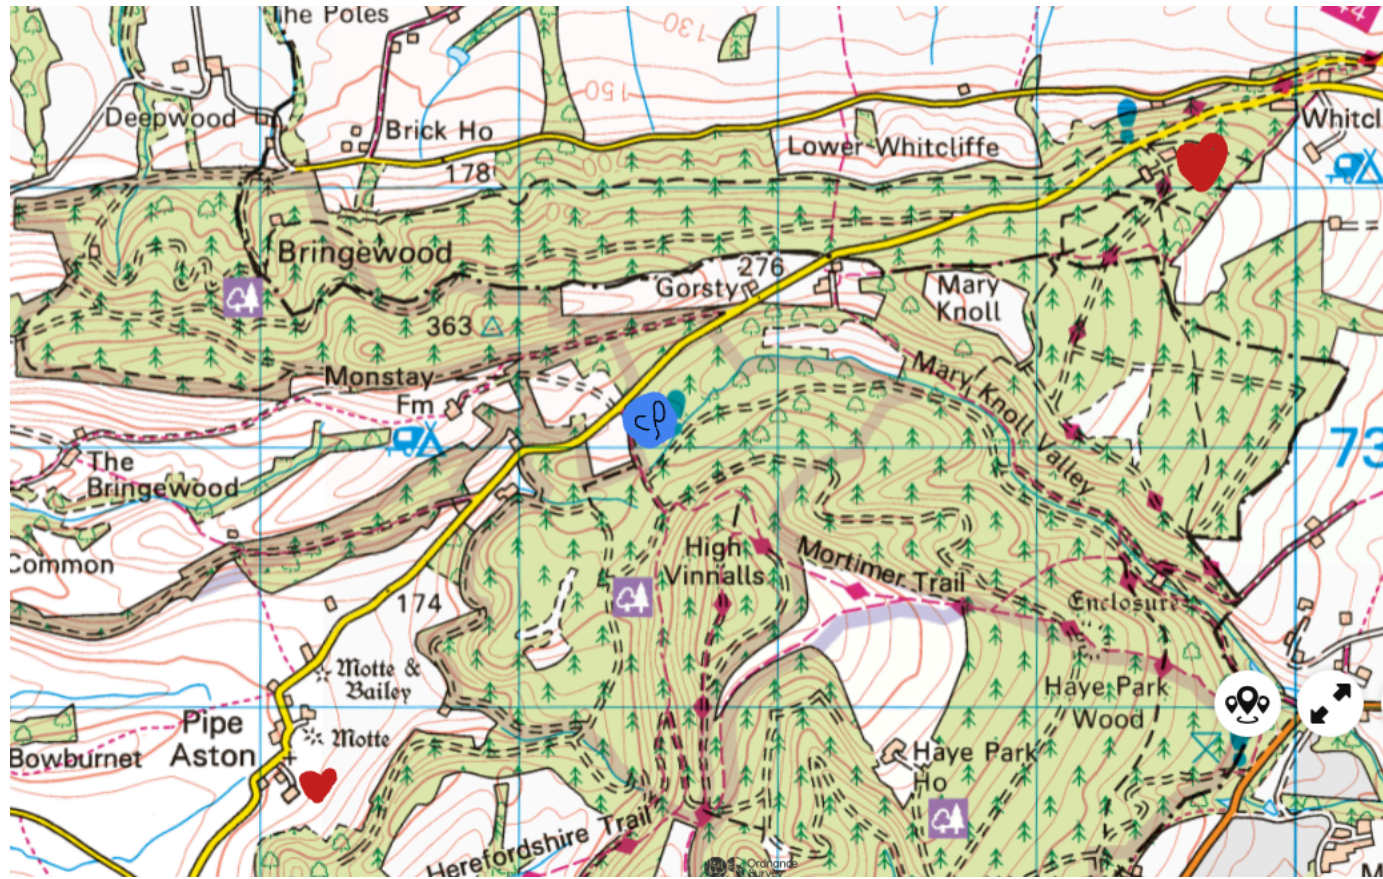 The Poles
130
150
Deepwood
Brick Ho
178
Lower Whitcliffe
Whitcl
Bringewood
276
Gorsty
Mary
Knoll
363
Monstay
Fm
Mary Knoll Valley
cp
73
The
Bringewood
Common
High
Vinnalls
Mortimer Trail
174
Enclosure
Motte &
Bailey
Haye Park
Wood
Pipe
Aston
Motte
Bowburnet
Haye Park
Ho
Herefordshire Trail
Ordnance
Survey
M